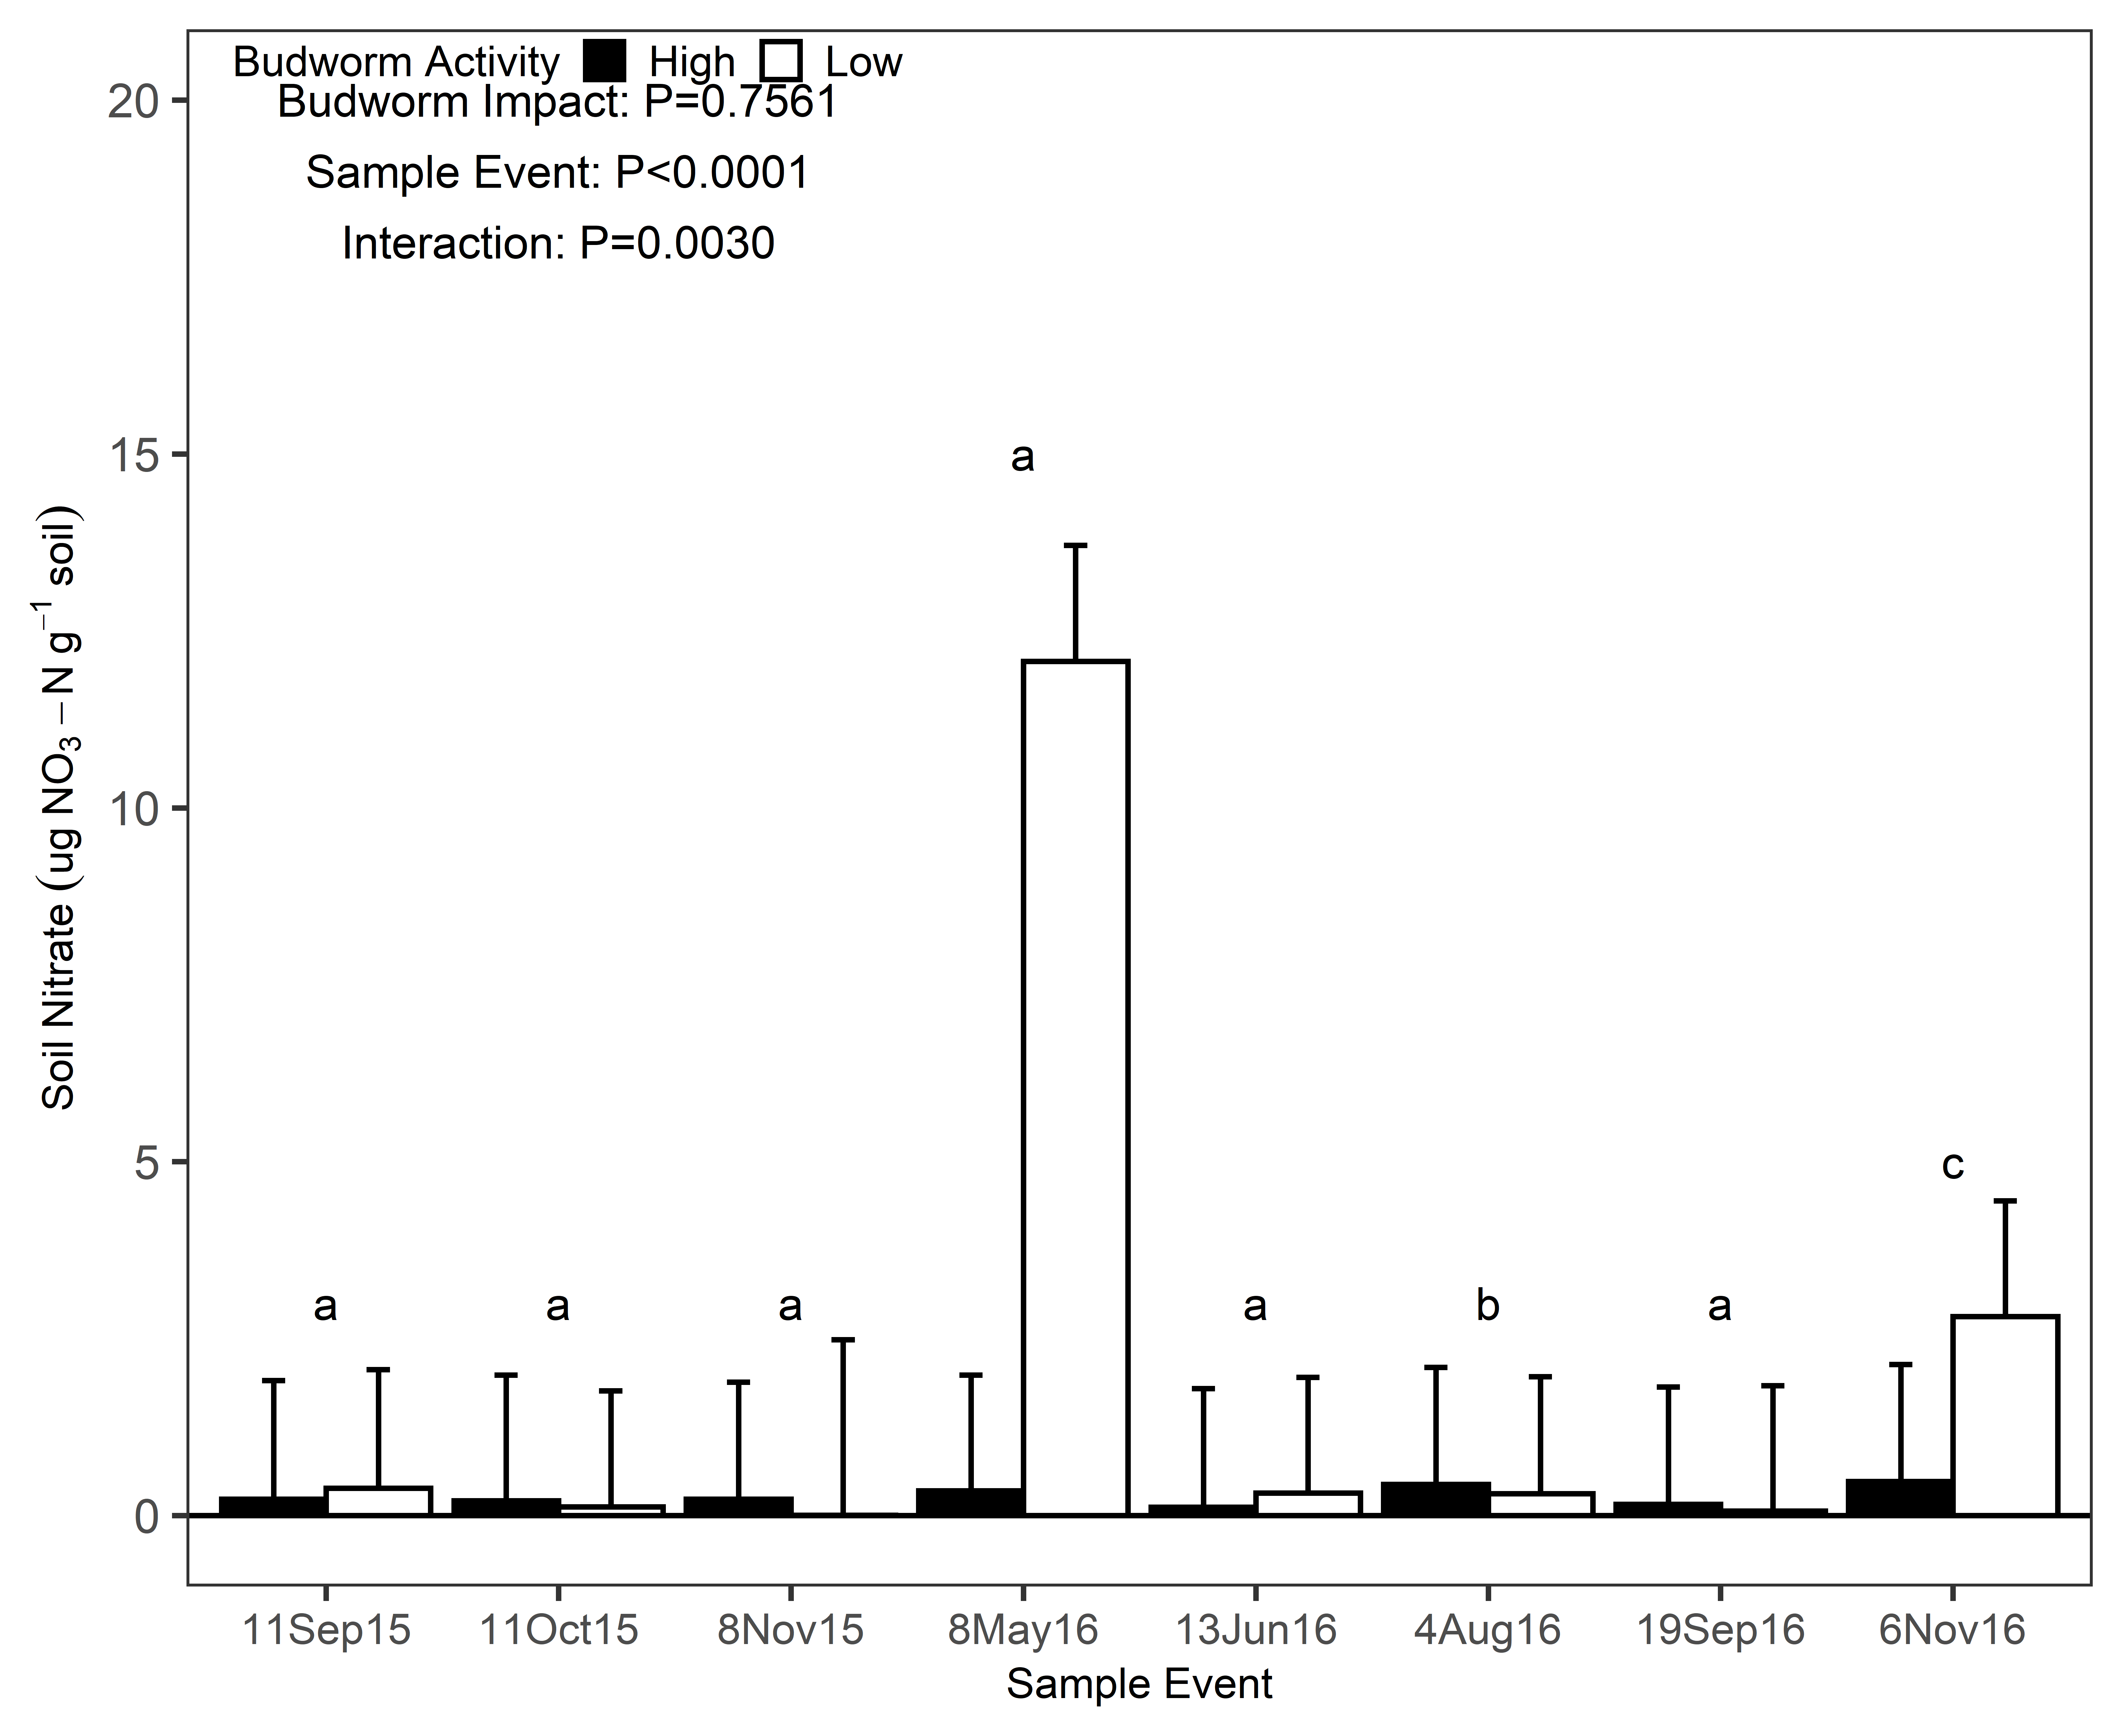 Budworm Activity High Low
Budworm Impact: P=0.7561
Sample Event: P<0.0001
Interaction: P=0.0030
20
15
10
5
0
Soil Nitrate (ug NO₃−N g⁻¹ soil)
a
a
a
a
a
b
a
c
11Sep15 11Oct15 8Nov15 8May16 13Jun16 4Aug16 19Sep16 6Nov16
Sample Event